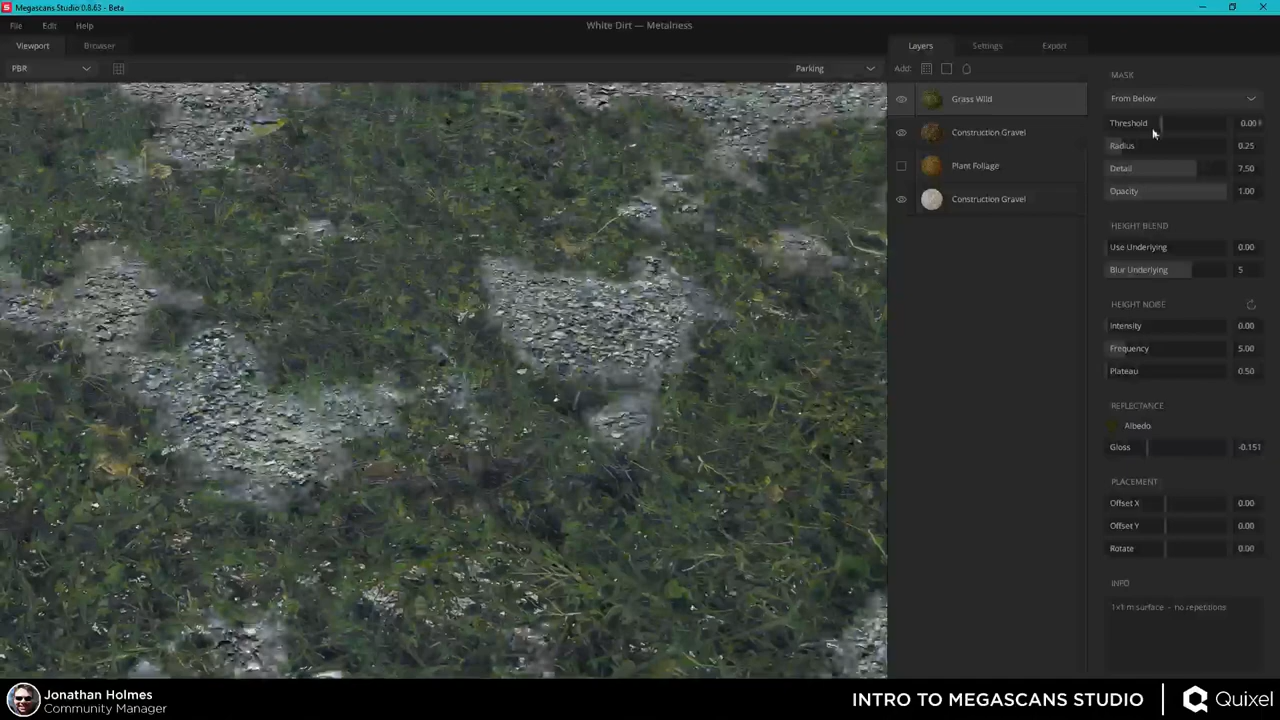 Megascans Studio 0.8.63 - Beta
File Edit Help
White Dirt — Metalness
Viewport Browser
Layers Settings Export
PBR
Parking
Add:
Grass Wild
Construction Gravel
Plant Foliage
Construction Gravel
MASK
From Below
Threshold 0.00
Radius 0.25
Detail 7.50
Opacity 1.00
HEIGHT BLEND
Use Underlying 0.00
Blur Underlying 5
HEIGHT NOISE
Intensity 0.00
Frequency 5.00
Plateau 0.50
REFLECTANCE
Albedo
Gloss -0.151
PLACEMENT
Offset X 0.00
Offset Y 0.00
Rotate 0.00
INFO
1x1 m surface - no repetitions
Jonathan Holmes
Community Manager
INTRO TO MEGASCANS STUDIO
Quixel